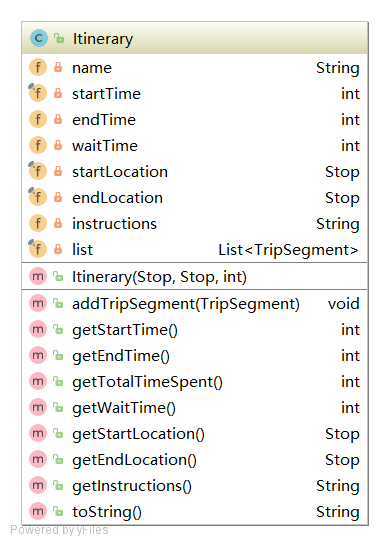 C Itinerary
f name String
f startTime int
f endTime int
f waitTime int
f startLocation Stop
f endLocation Stop
f instructions String
f list List<TripSegment>
m Itinerary(Stop, Stop, int)
m addTripSegment(TripSegment) void
m getStartTime() int
m getEndTime() int
m getTotalTimeSpent() int
m getWaitTime() int
m getStartLocation() Stop
m getEndLocation() Stop
m getInstructions() String
m toString() String
Powered by yFiles